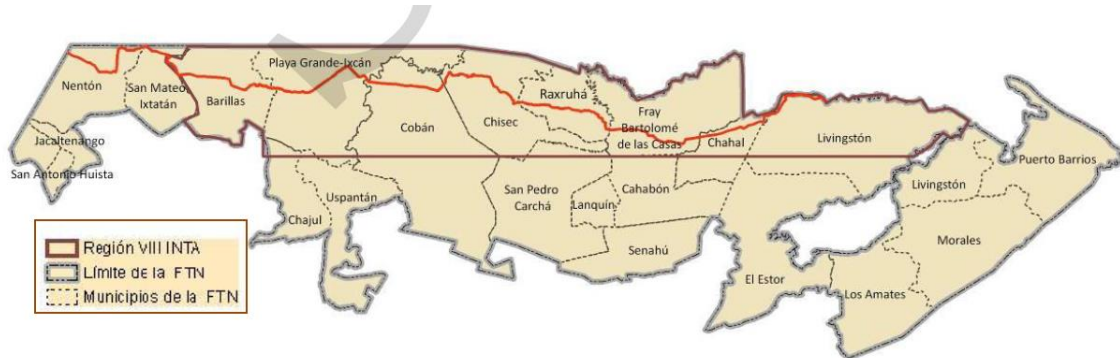 Playa Grande-Ixcán
Nentón
San Mateo
Ixtatán
Barillas
Raxruhá
Fray
Bartolomé
de las Casas
Cobán
Chisec
Chahal
Livingstón
Jacaltenango
San Antonio Huista
Puerto Barrios
Livingstón
Uspantán
San Pedro
Carchá
Cahabón
Lanquín
Chajul
Senahú
Morales
El Estor
Los Amates
Región VIII INTA
Límite de la FTN
Municipios de la FTN